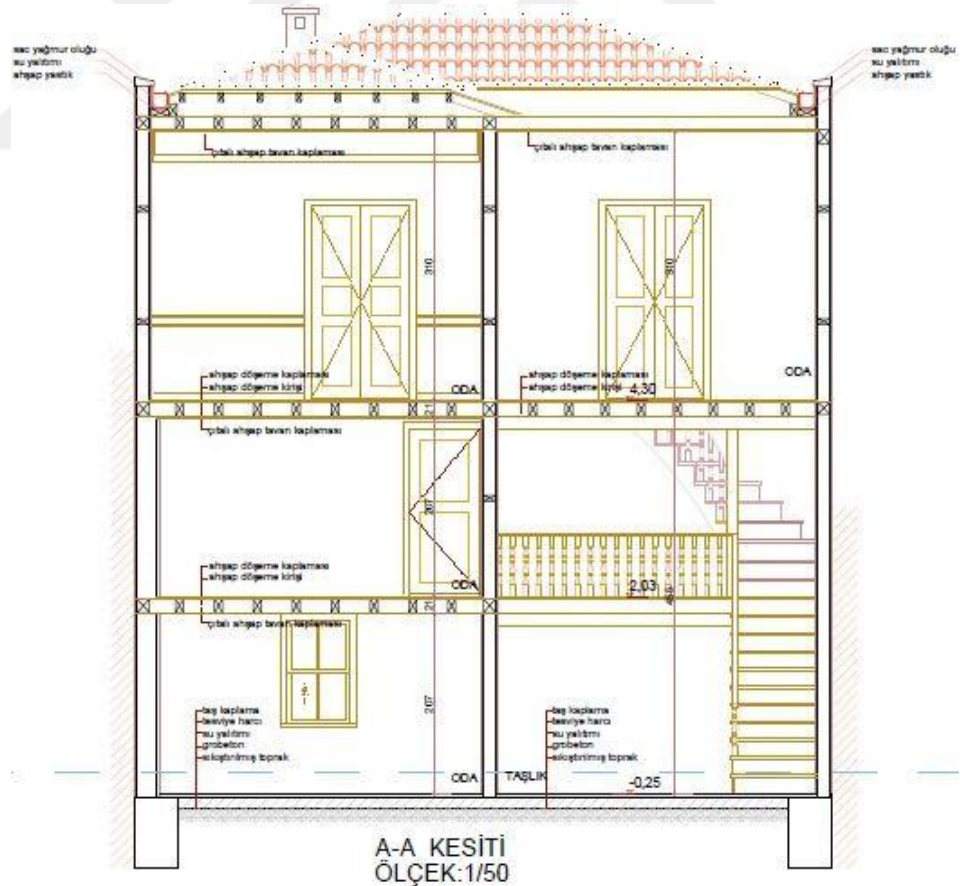 sac yağmur oluğu
su yalıtımı
ahşap yastık
sac yağmur oluğu
su yalıtımı
ahşap yastık
çıtalı ahşap tavan kaplaması
çıtalı ahşap tavan kaplaması
310
310
ahşap döşeme kaplaması
ahşap döşeme kirişi
ODA
ahşap döşeme kaplaması
ahşap döşeme kirişi
ODA
4,30
21
çıtalı ahşap tavan kaplaması
207
ahşap döşeme kaplaması
ahşap döşeme kirişi
ODA
2,03
21
çıtalı ahşap tavan kaplaması
207
taş kaplama
tesviye harcı
su yalıtımı
grobeton
sıkıştırılmış toprak
taş kaplama
tesviye harcı
su yalıtımı
grobeton
sıkıştırılmış toprak
ODA
TAŞLIK
-0,25
A-A KESİTİ
ÖLÇEK:1/50